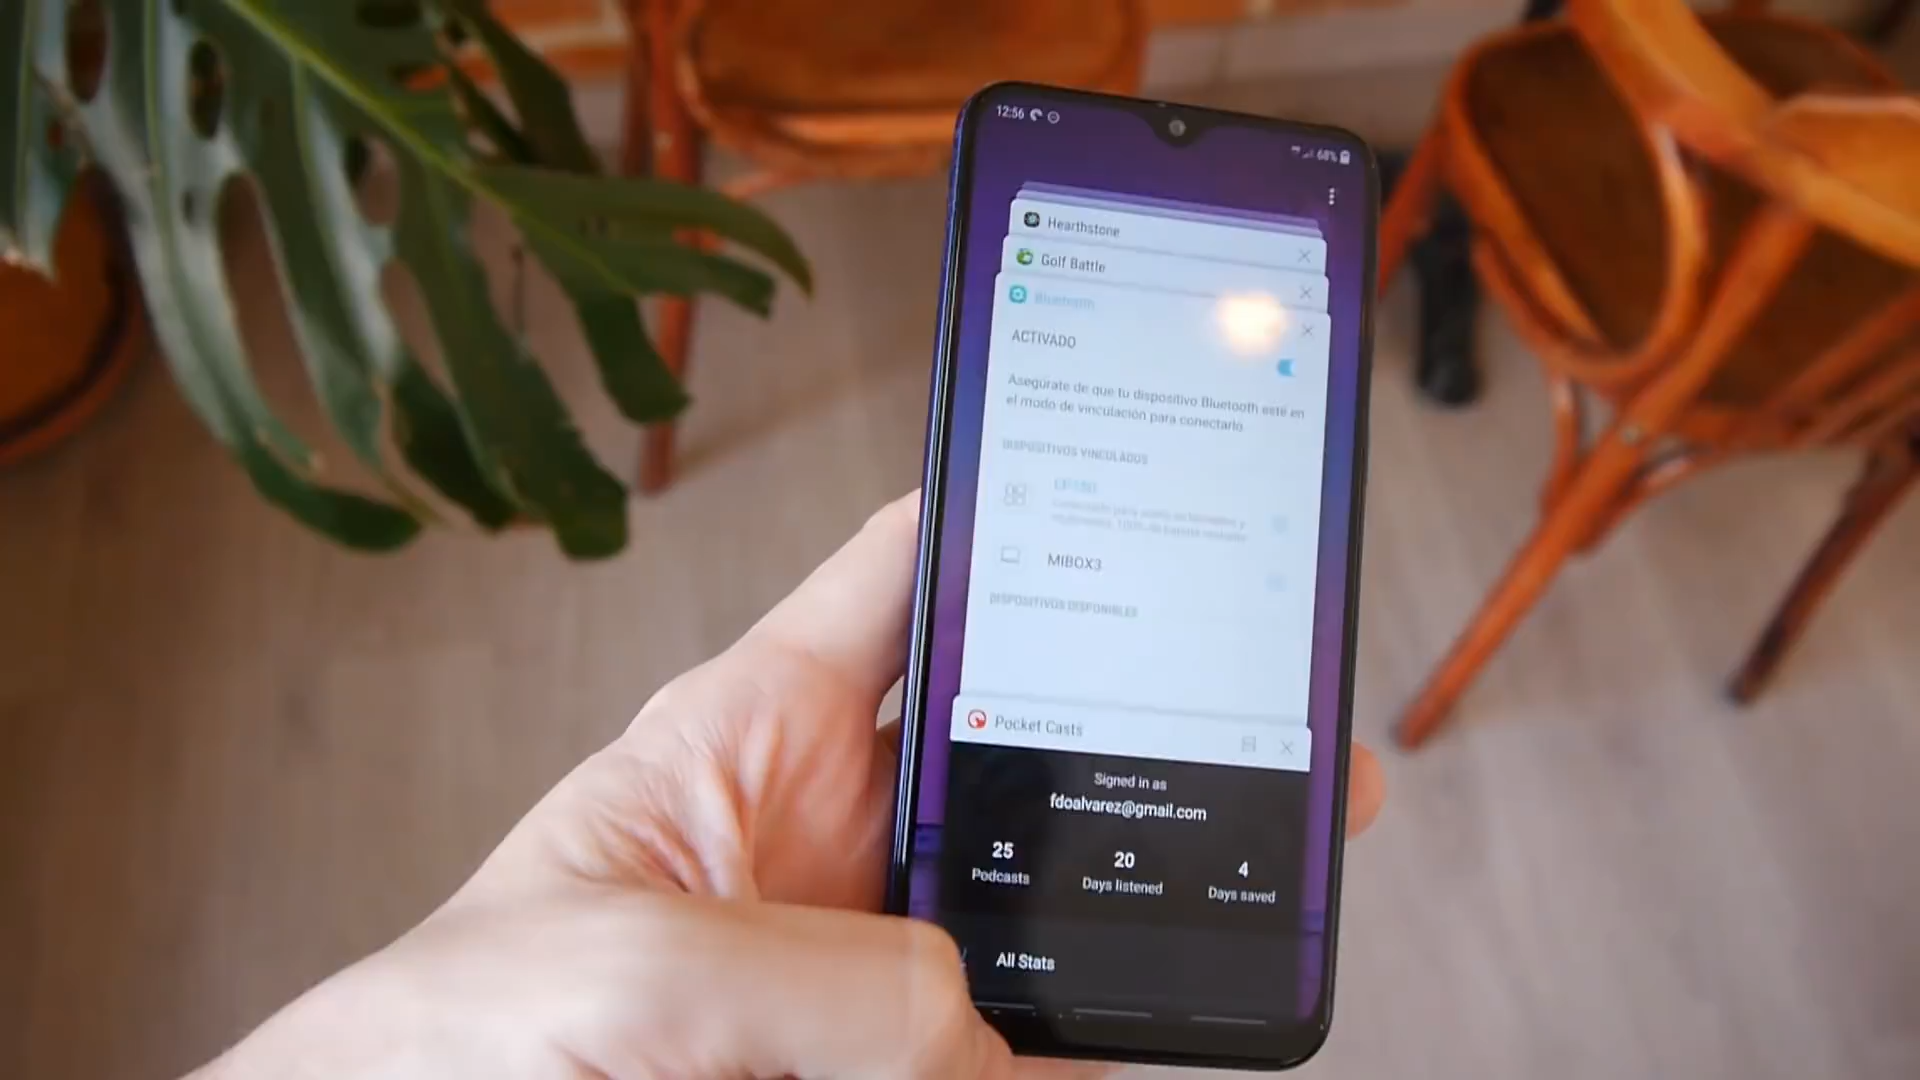 12:56
68%
Hearthstone
Golf Battle
Bluetooth
ACTIVADO
Asegúrate de que tu dispositivo Bluetooth esté en
el modo de vinculación para conectarlo.
DISPOSITIVOS VINCULADOS
MIBOX3
DISPOSITIVOS DISPONIBLES
Pocket Casts
Signed in as
fdoalvarez@gmail.com
25
Podcasts
20
Days listened
4
Days saved
All Stats